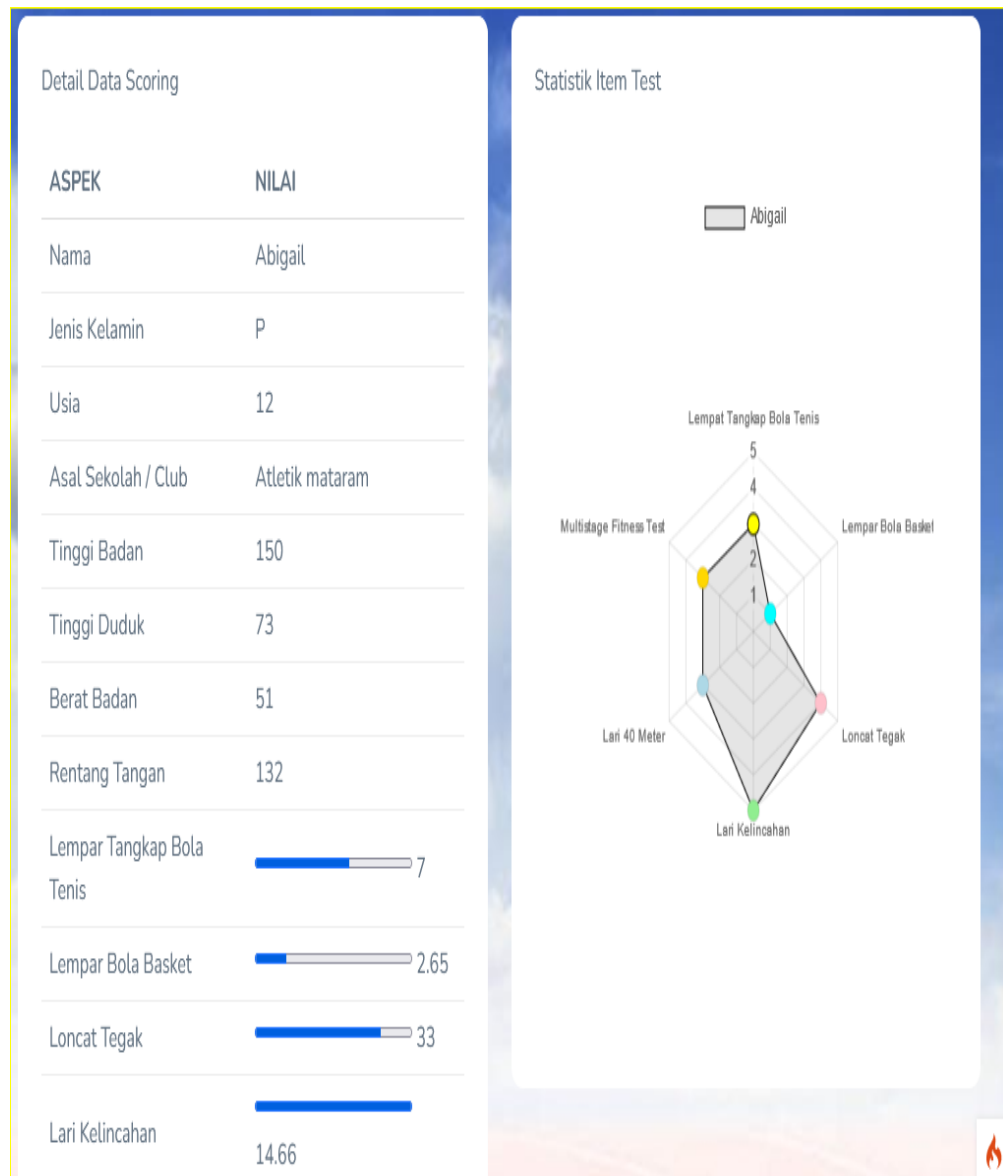 Detail Data Scoring
ASPEK NILAI
Nama Abigail
Jenis Kelamin P
Usia 12
Asal Sekolah / Club Atletik mataram
Tinggi Badan 150
Tinggi Duduk 73
Berat Badan 51
Rentang Tangan 132
Lempar Tangkap Bola
Tenis 7
Lempar Bola Basket 2.65
Loncat Tegak 33
Lari Kelincahan
14.66
Statistik Item Test
Abigail
Lempat Tangkap Bola Tenis
5
4
2
1
Multistage Fitness Test
Lempar Bola Basket
Lari 40 Meter
Loncat Tegak
Lari Kelincahan